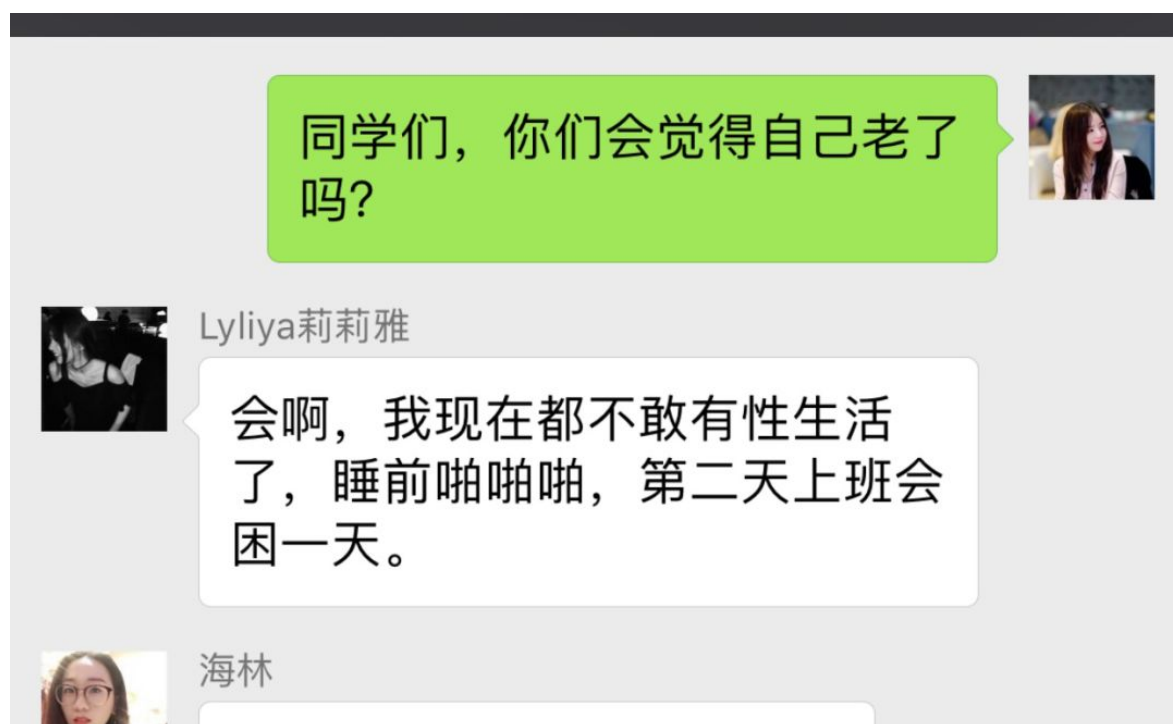 同学们，你们会觉得自己老了
吗？
Lyliya莉莉雅
会啊，我现在都不敢有性生活
了，睡前啪啪啪，第二天上班会
困一天。
海林